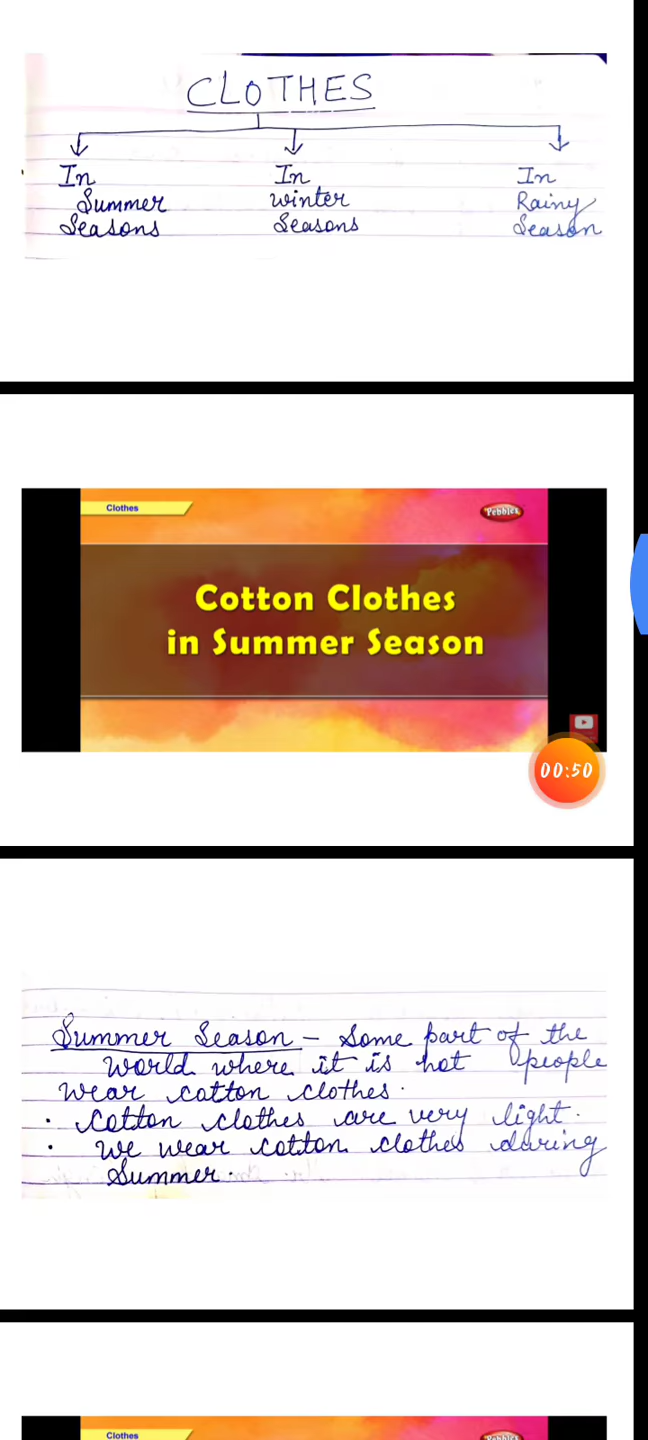 CLOTHES
In Summer Seasons
In winter Seasons
In Rainy Season
Clothes
Pebbles
Cotton Clothes
in Summer Season
00:50
Summer Season - Some part of the
world where it is hot people
wear cotton clothes.
· Cotton clothes are very light.
· We wear cotton clothes during
Summer.
Clothes
Pebbles